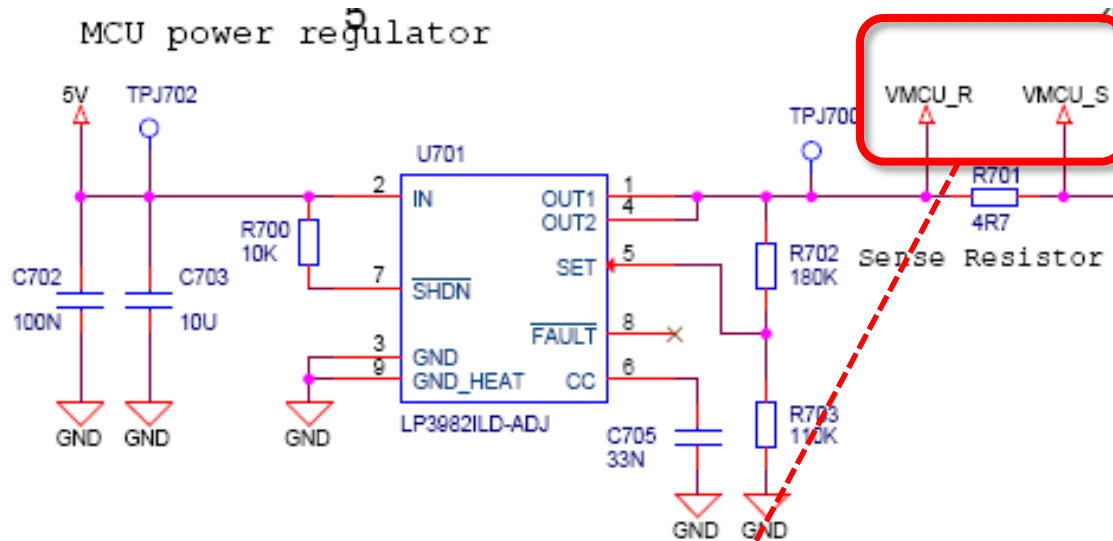 MCU power regulator
5V
TPJ702
VMCU_R
VMCU_S
TPJ700
U701
R701
4R7
2
IN
OUT1
1
OUT2
4
R700
10K
R702
180K
Sense Resistor
SET
5
7
SHDN
C702
100N
C703
10U
FAULT
8
3
GND
9
GND_HEAT
CC
6
LP3982ILD-ADJ
C705
33N
R703
110K
GND
GND
GND
GND
GND